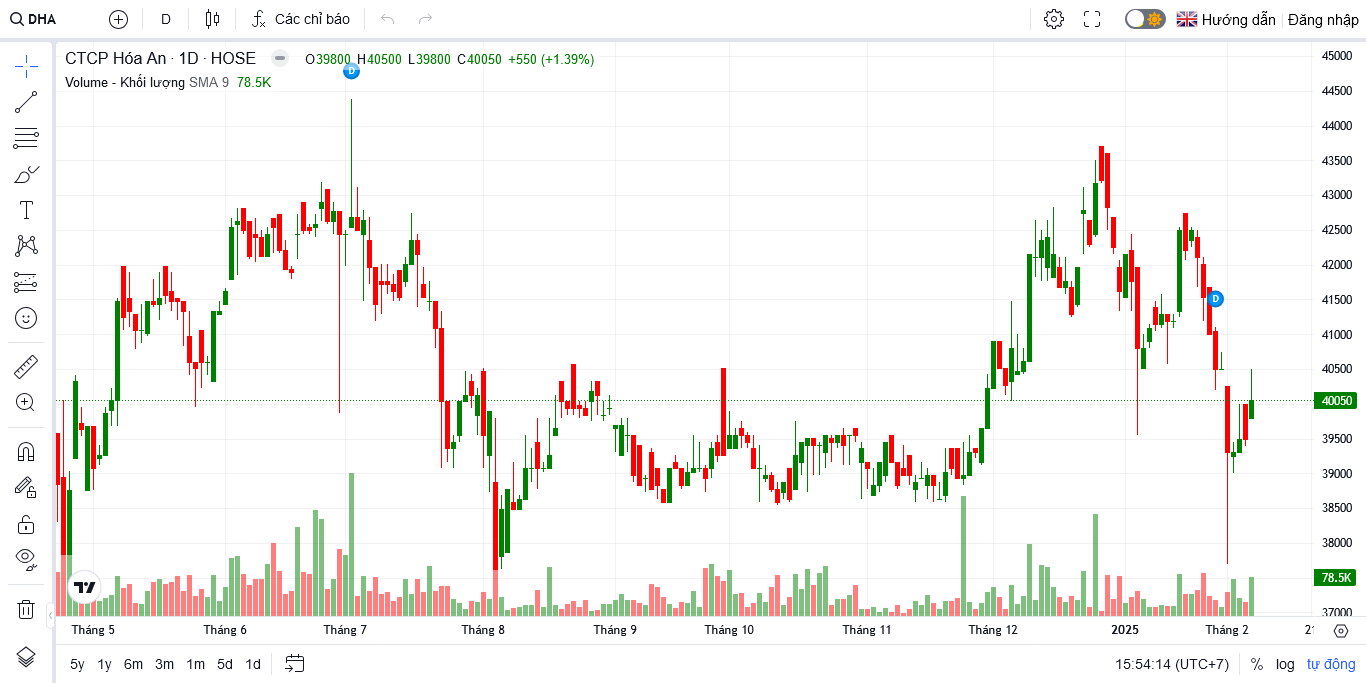 DHA D Các chỉ báo Hướng dẫn Đăng nhập
CTCP Hóa An · 1D · HOSE O39800 H40500 L39800 C40050 +550 (+1.39%)
D
Volume - Khối lượng SMA 9 78.5K
45000
44500
44000
43500
43000
42500
42000
41500
D
41000
40500
40050
39500
39000
38500
38000
78.5K
37000
Tháng 5 Tháng 6 Tháng 7 Tháng 8 Tháng 9 Tháng 10 Tháng 11 Tháng 12 2025 Tháng 2
5y 1y 6m 3m 1m 5d 1d 15:54:14 (UTC+7) % log tự động